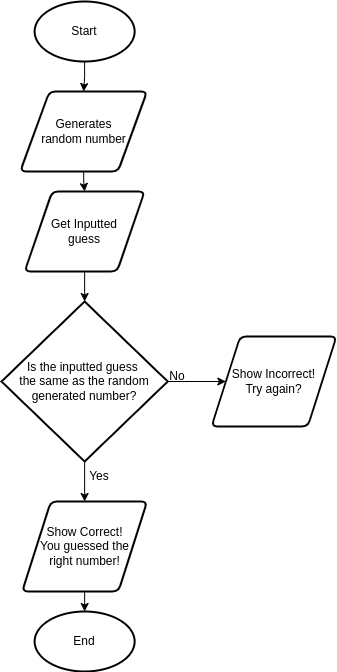 Start
Generates
random number
Get Inputted
guess
Is the inputted guess
the same as the random
generated number?
No
Show Incorrect!
Try again?
Yes
Show Correct!
You guessed the
right number!
End